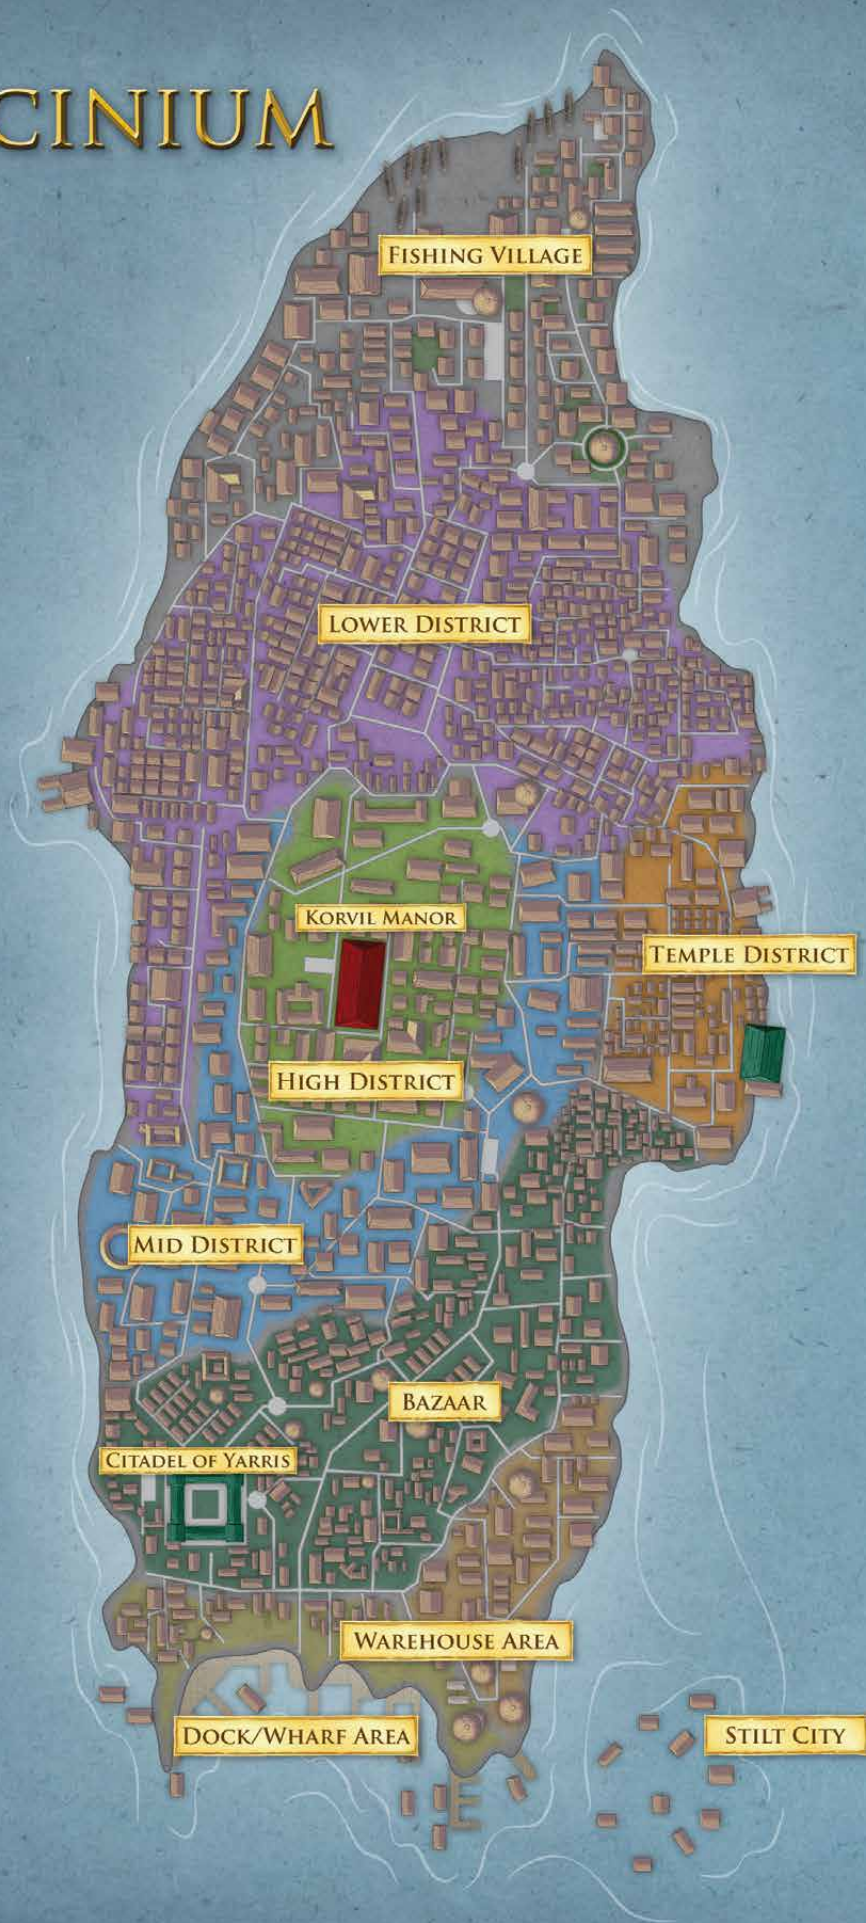 CINIUM
FISHING VILLAGE
LOWER DISTRICT
KORVIL MANOR
TEMPLE DISTRICT
HIGH DISTRICT
MID DISTRICT
BAZAAR
CITADEL OF YARRIS
WAREHOUSE AREA
DOCK/WHARF AREA
STILT CITY